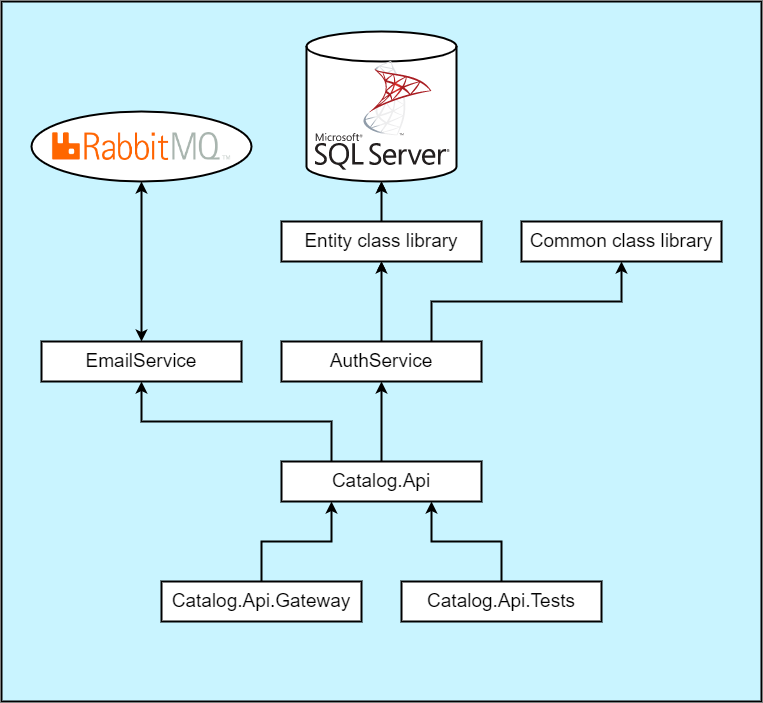 Microsoft®
SQL Server®
RabbitMQ™
Entity class library
Common class library
EmailService
AuthService
Catalog.Api
Catalog.Api.Gateway
Catalog.Api.Tests